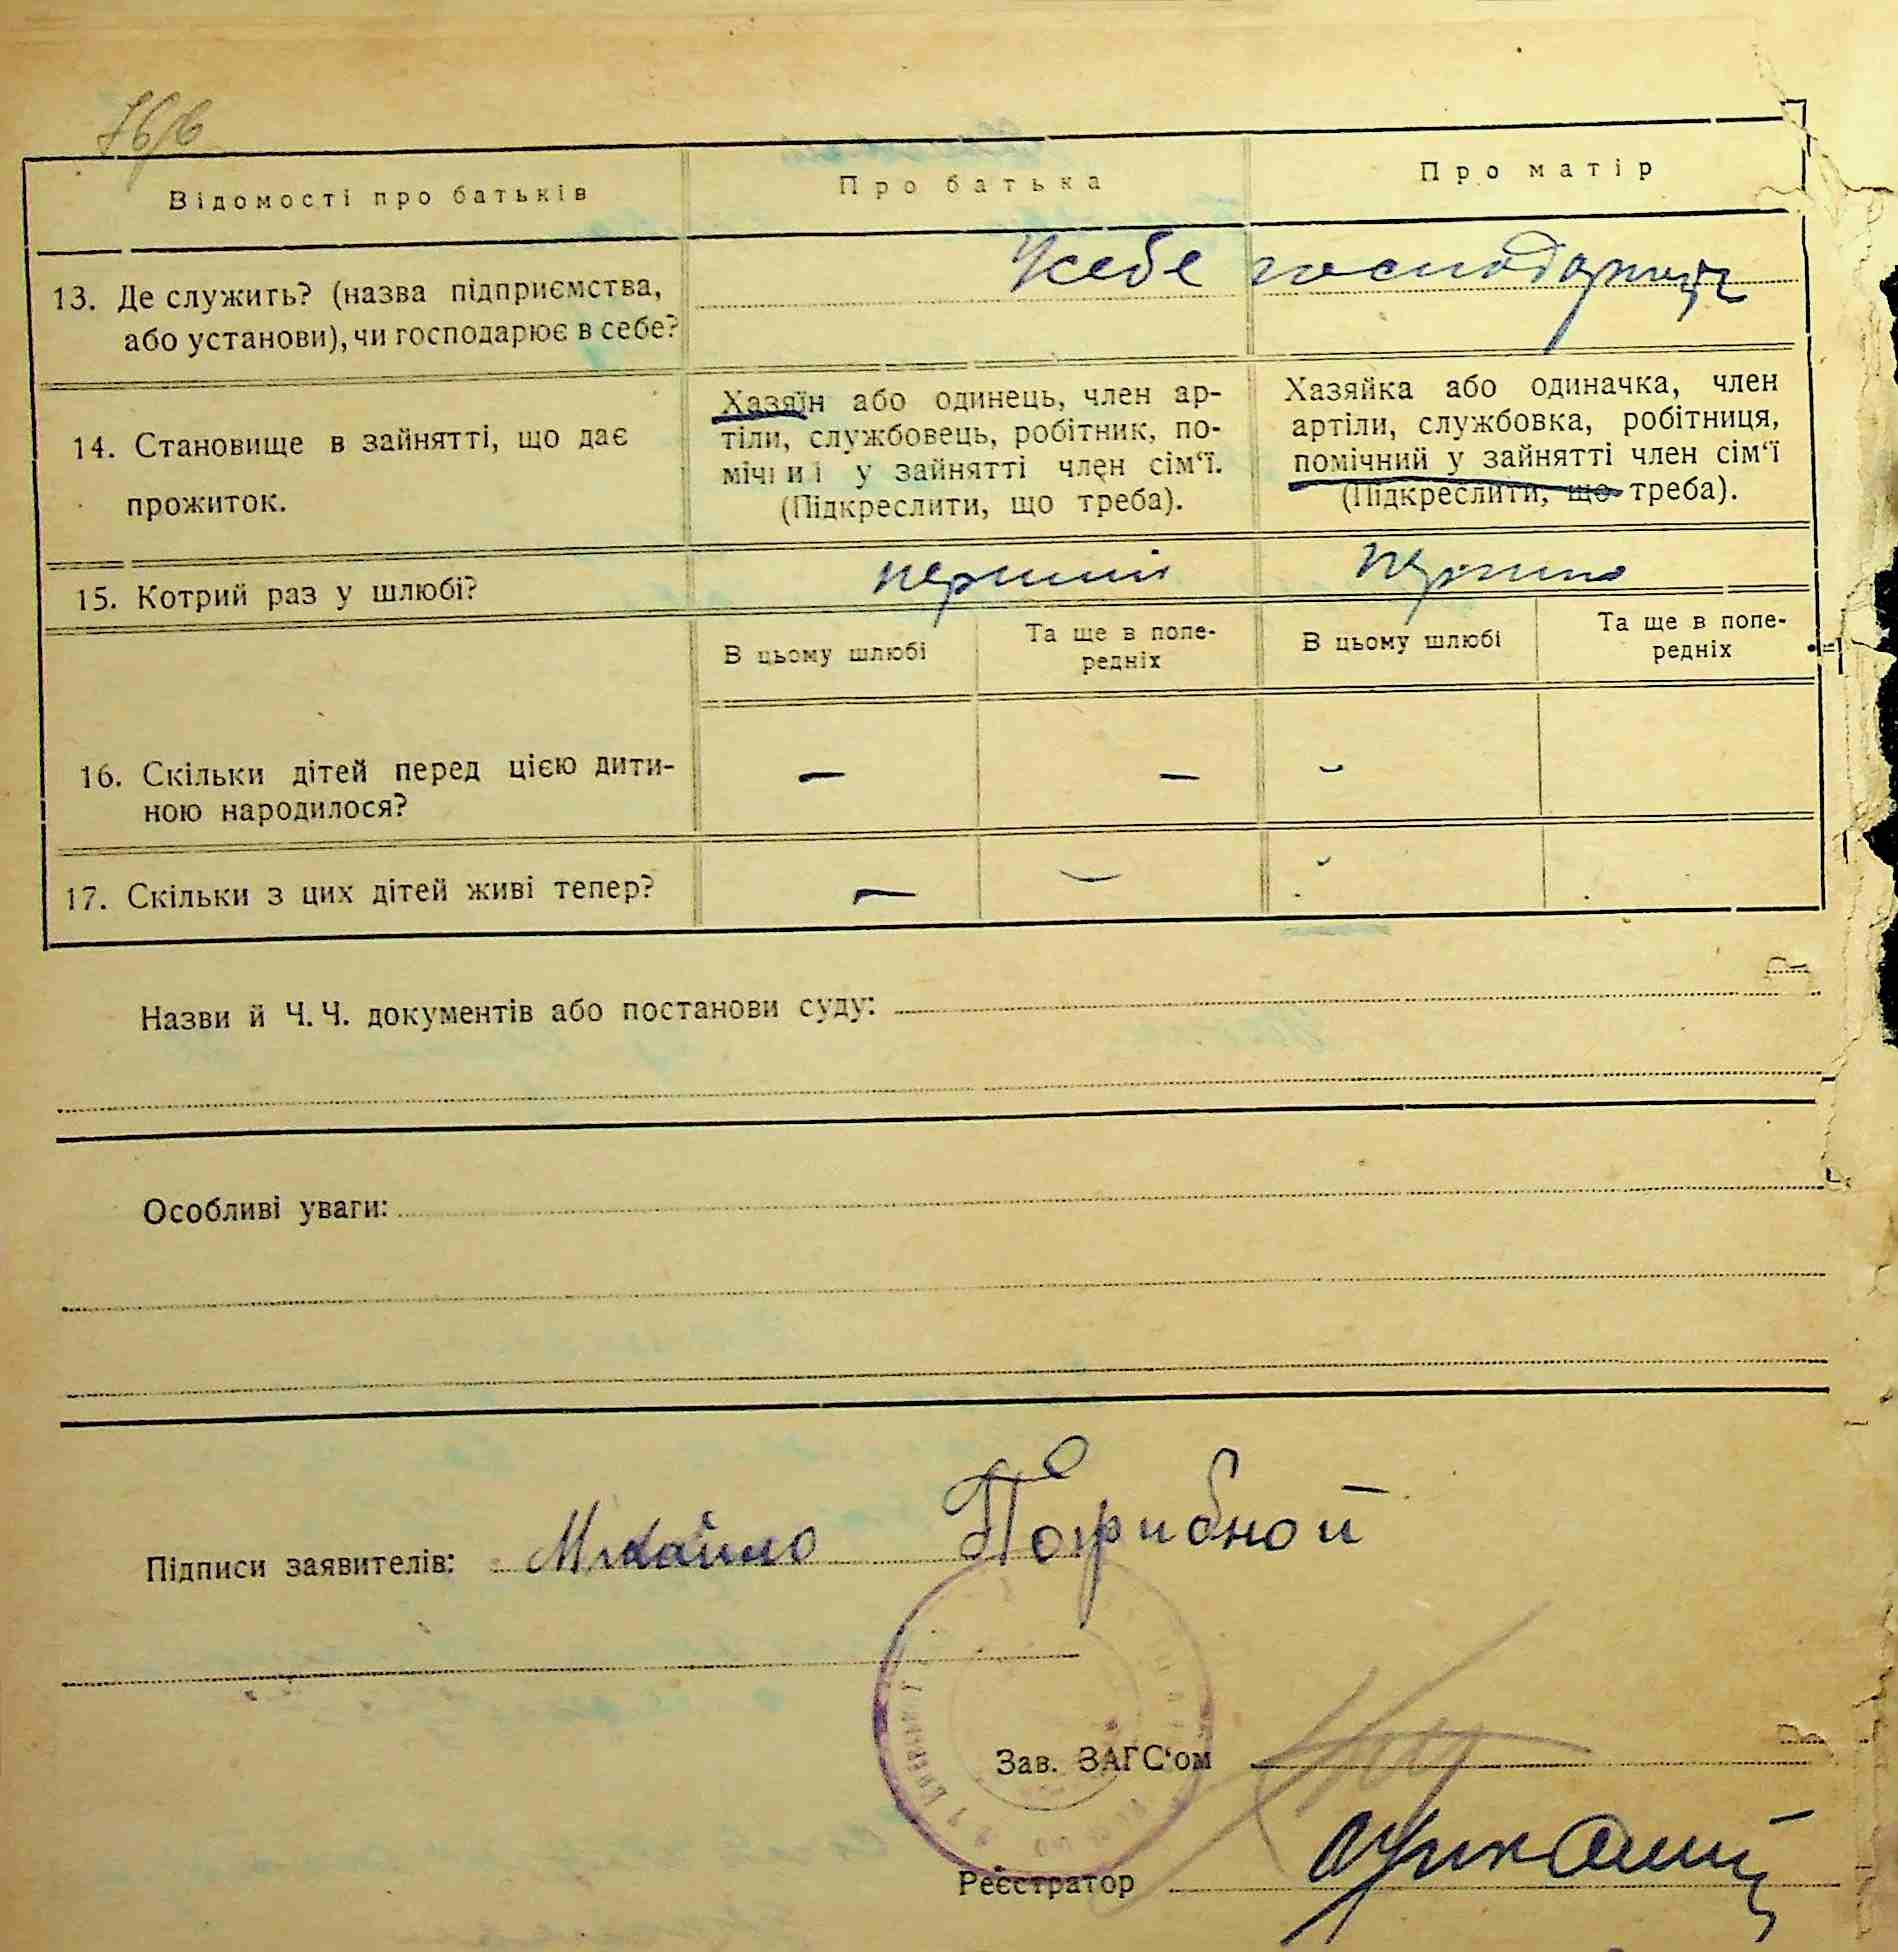 76/б
Відомості про батьків
Про батька
Про матір
13. Де служить? (назва підприємства,
або установи), чи господарює в себе?
У себе господарюють
14. Становище в зайнятті, що дає
прожиток.
Хазяїн або одинець, член ар-
тіли, службовець, робітник, по-
мічний у зайнятті член сім‘ї.
(Підкреслити, що треба).
Хазяйка або одиначка, член
артіли, службовка, робітниця,
помічний у зайнятті член сім‘ї
(Підкреслити, що треба).
15. Котрий раз у шлюбі?
перший
перший
В цьому шлюбі
Та ще в попе-
редніх
В цьому шлюбі
Та ще в попе-
редніх
16. Скільки дітей перед цією дити-
ною народилося?
– – –
17. Скільки з цих дітей живі тепер?
– – –
Назви й Ч. Ч. документів або постанови суду:
Особливі уваги:
Підписи заявителів: Михайло Погрибной
Зав. ЗАГС‘ом
Реєстратор